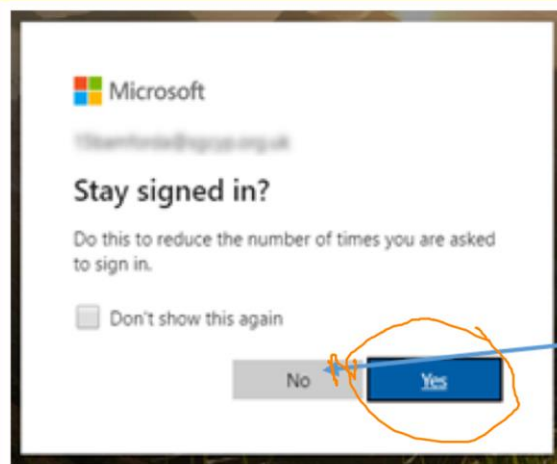 Microsoft
Stay signed in?
Do this to reduce the number of times you are asked
to sign in.
Don't show this again
No
Yes